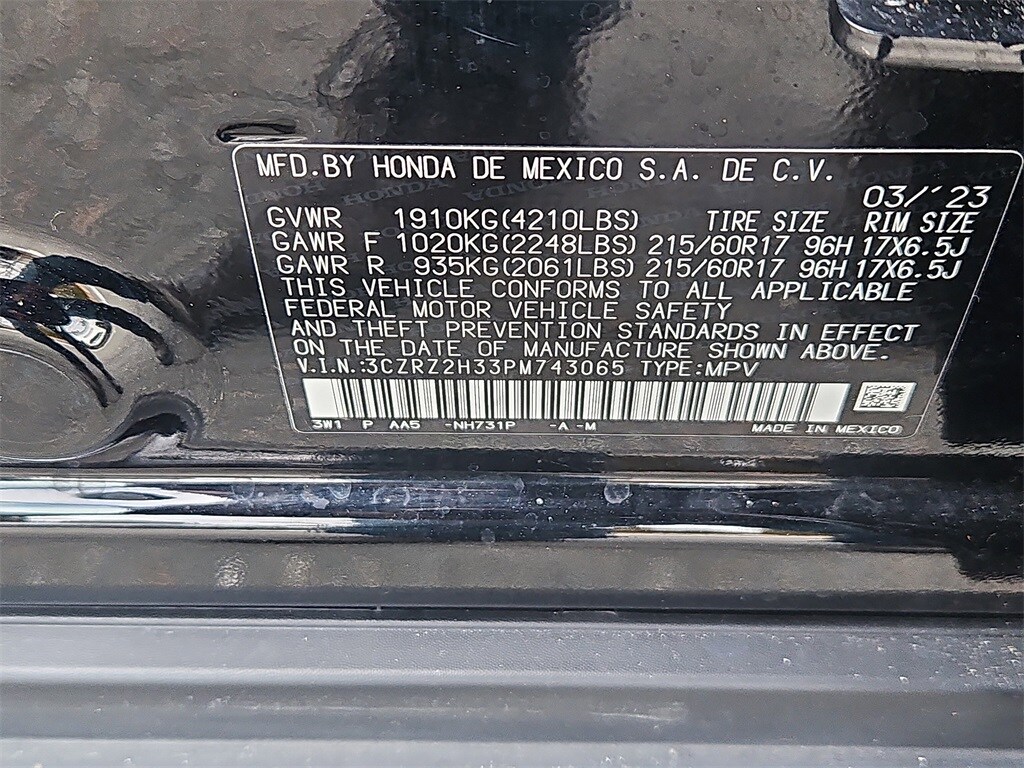 MFD.BY HONDA DE MEXICO S.A. DE C.V.
03/'23
GVWR 1910KG(4210LBS) TIRE SIZE RIM SIZE
GAWR F 1020KG(2248LBS) 215/60R17 96H 17X6.5J
GAWR R 935KG(2061LBS) 215/60R17 96H 17X6.5J
THIS VEHICLE CONFORMS TO ALL APPLICABLE
FEDERAL MOTOR VEHICLE SAFETY
AND THEFT PREVENTION STANDARDS IN EFFECT
ON THE DATE OF MANUFACTURE SHOWN ABOVE.
V.I.N.:3CZRZ2H33PM743065 TYPE:MPV
3W1 P AA5 -NH731P -A -M MADE IN MEXICO